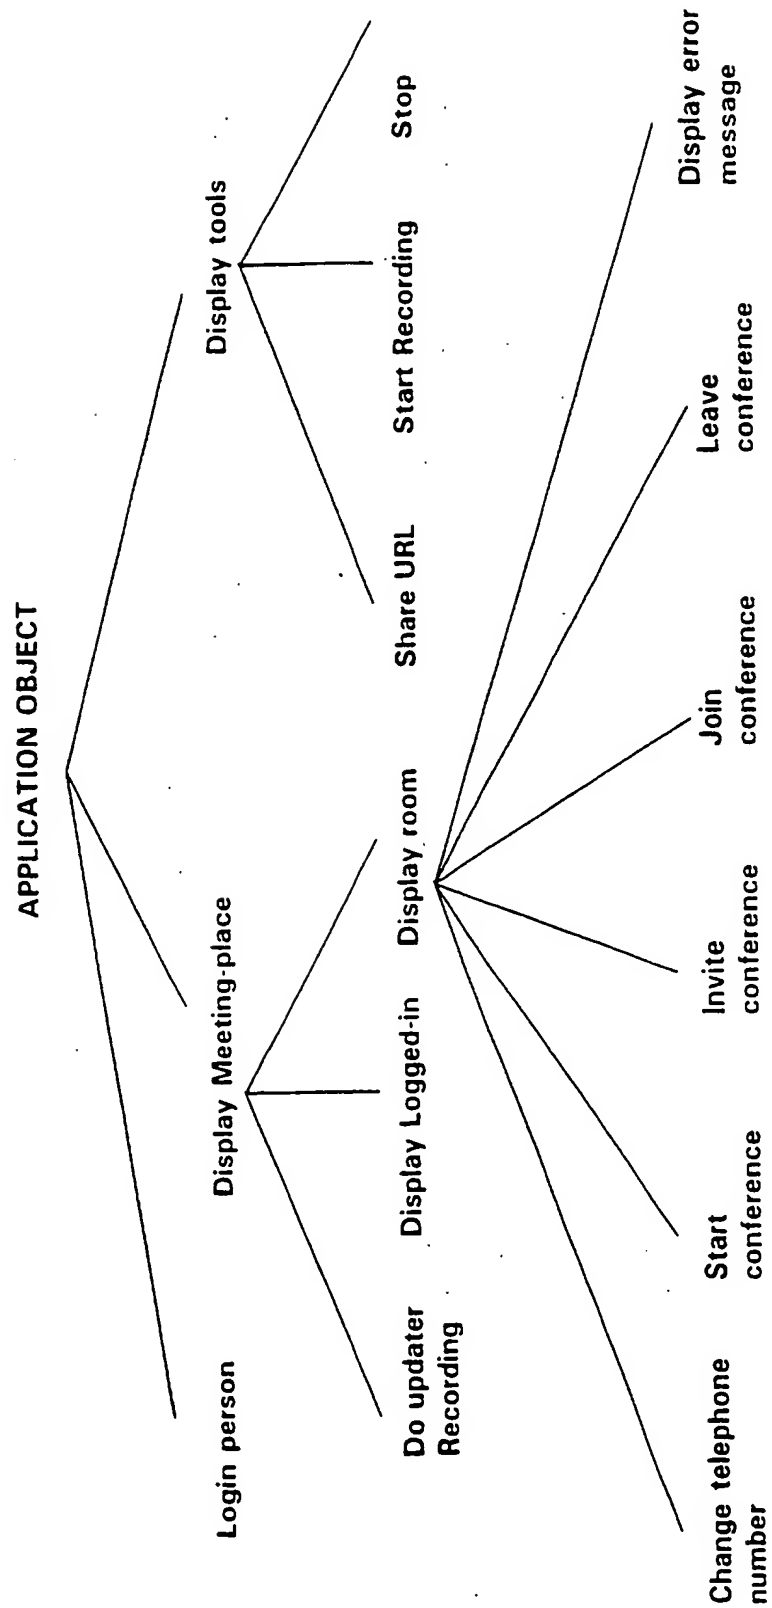 APPLICATION OBJECT
Login person
Display Meeting-place
Display tools
Do updater
Recording
Display Logged-in
Display room
Share URL
Start Recording
Stop
Change telephone
number
Start
conference
Invite
conference
Join
conference
Leave
conference
Display error
message